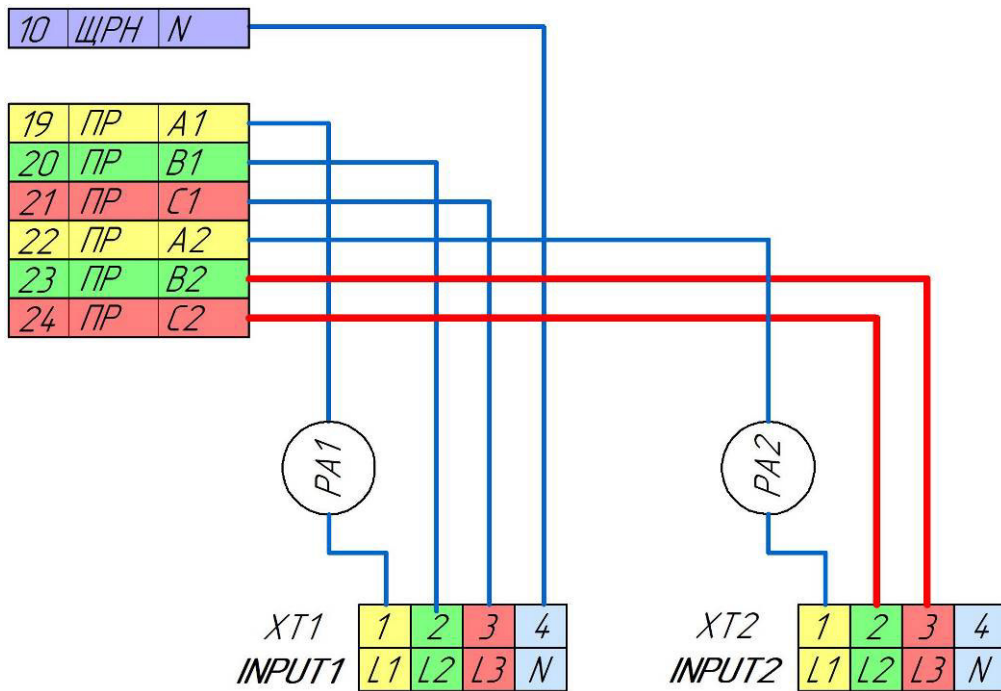 10 ЩРН N
19 ПР A1
20 ПР B1
21 ПР C1
22 ПР A2
23 ПР B2
24 ПР C2
PA1
PA2
XT1 1 2 3 4
INPUT1 L1 L2 L3 N
XT2 1 2 3 4
INPUT2 L1 L2 L3 N